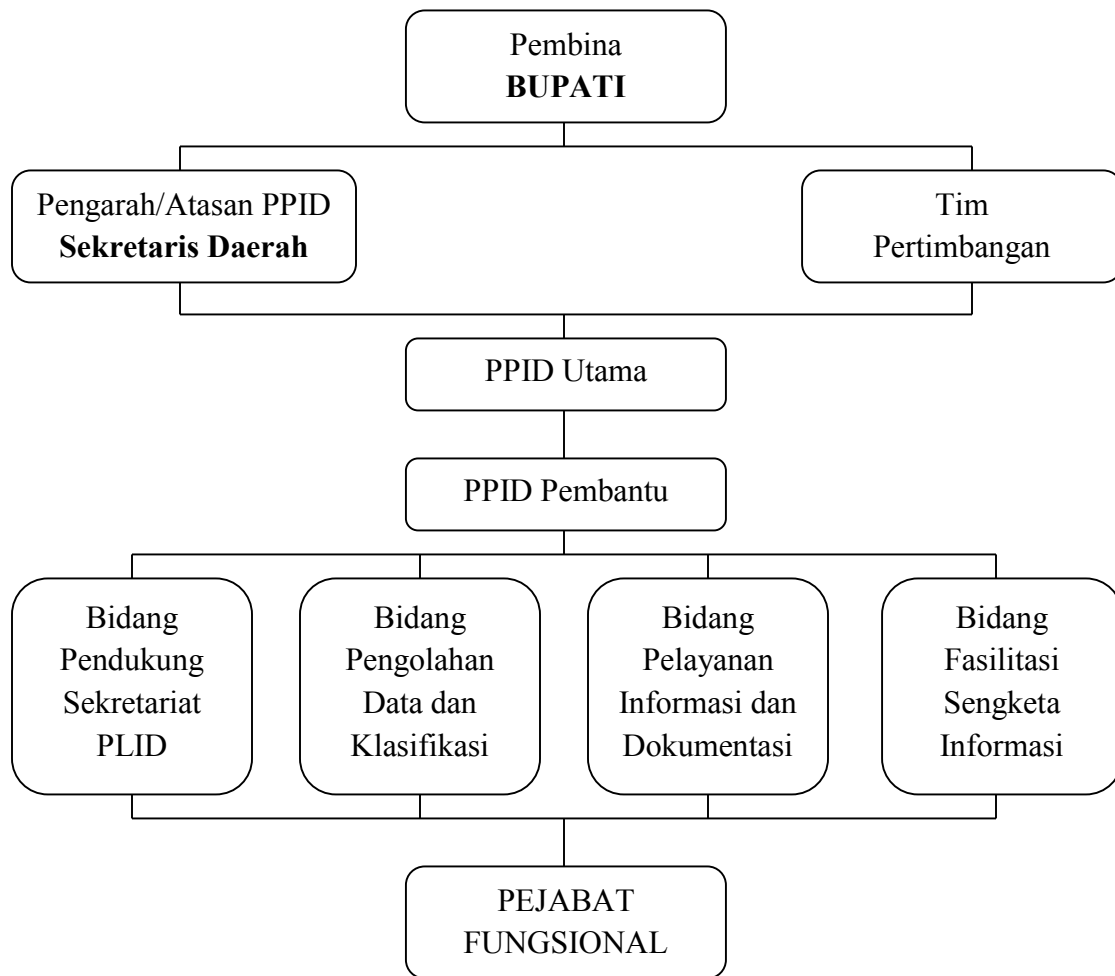 Pembina
BUPATI
Pengarah/Atasan PPID
Sekretaris Daerah
Tim
Pertimbangan
PPID Utama
PPID Pembantu
Bidang
Pendukung
Sekretariat
PLID
Bidang
Pengolahan
Data dan
Klasifikasi
Bidang
Pelayanan
Informasi dan
Dokumentasi
Bidang
Fasilitasi
Sengketa
Informasi
PEJABAT
FUNGSIONAL